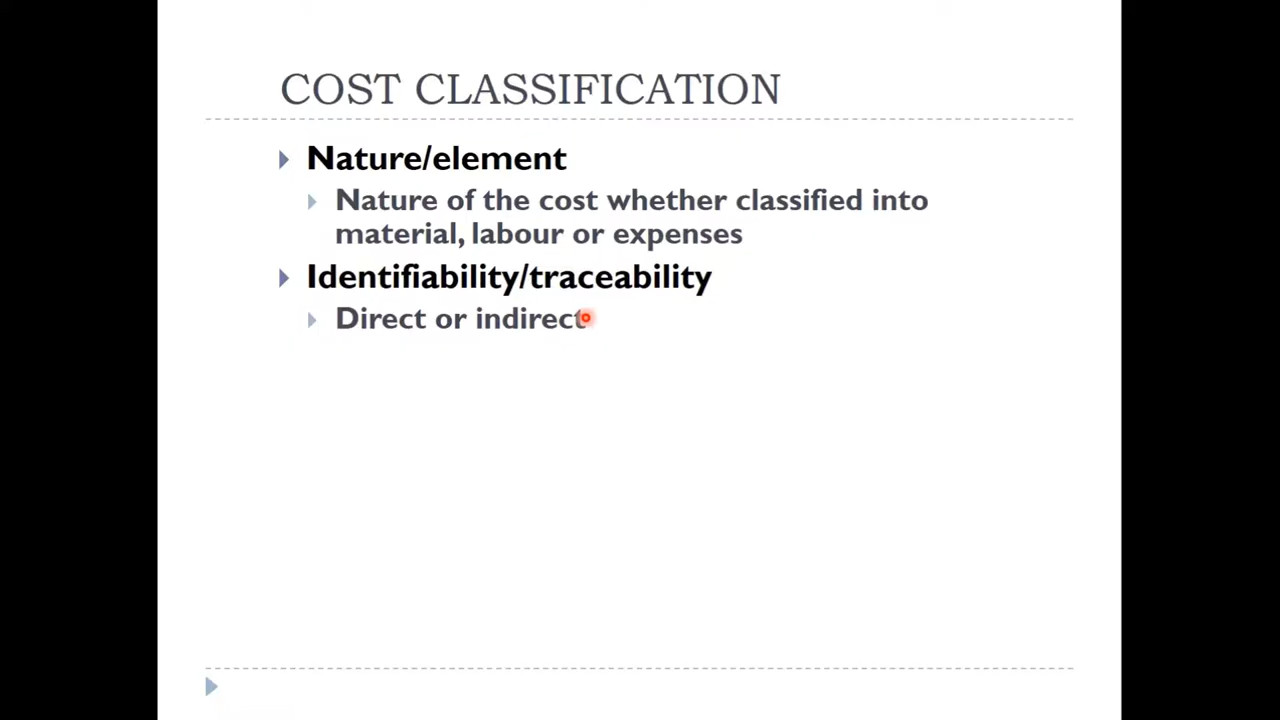 COST CLASSIFICATION
Nature/element
Nature of the cost whether classified into
material, labour or expenses
Identifiability/traceability
Direct or indirect